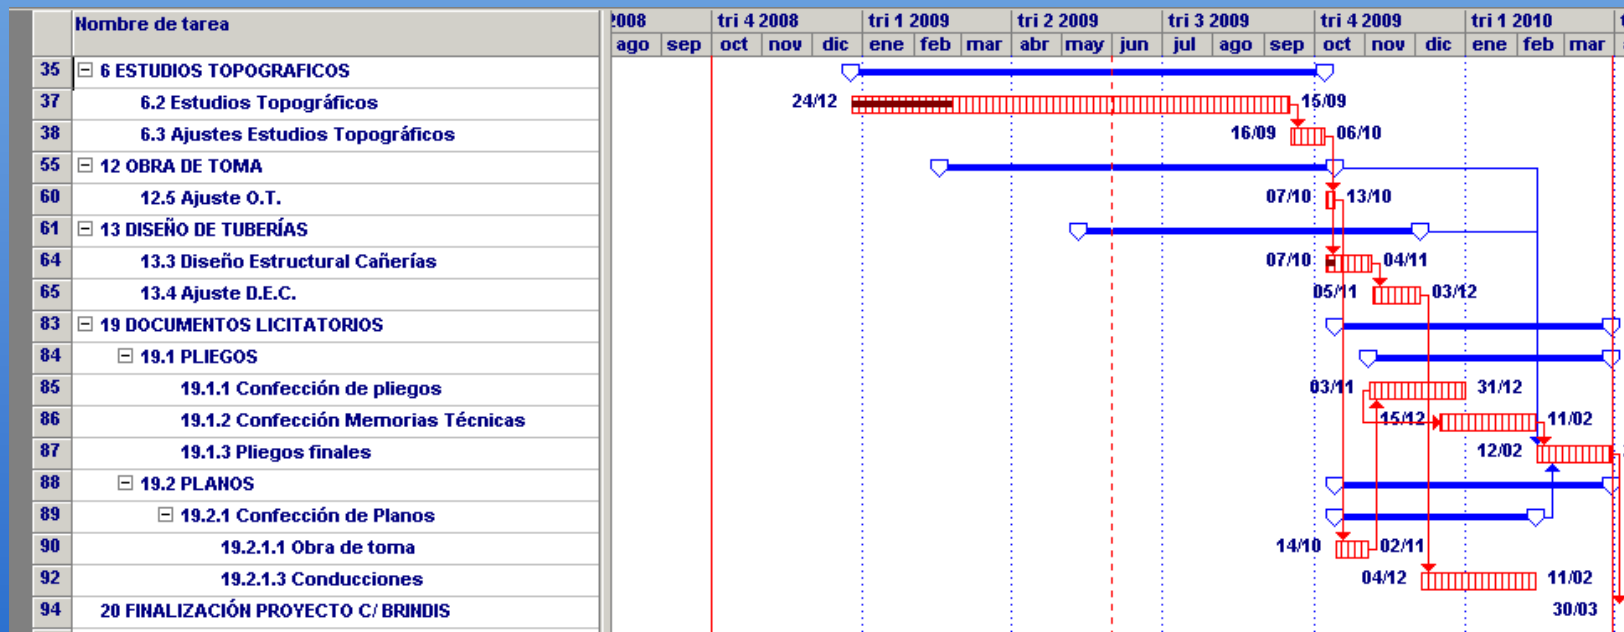 Nombre de tarea
2008 tri 4 2008 tri 1 2009 tri 2 2009 tri 3 2009 tri 4 2009 tri 1 2010 t
ago sep oct nov dic ene feb mar abr may jun jul ago sep oct nov dic ene feb mar
35 6 ESTUDIOS TOPOGRAFICOS
37 6.2 Estudios Topográficos 24/12 15/09
38 6.3 Ajustes Estudios Topográficos 16/09 06/10
55 12 OBRA DE TOMA
60 12.5 Ajuste O.T. 07/10 13/10
61 13 DISEÑO DE TUBERÍAS
64 13.3 Diseño Estructural Cañerías 07/10 04/11
65 13.4 Ajuste D.E.C. 05/11 03/12
83 19 DOCUMENTOS LICITATORIOS
84 19.1 PLIEGOS
85 19.1.1 Confección de pliegos 03/11 31/12
86 19.1.2 Confección Memorias Técnicas 15/12 11/02
87 19.1.3 Pliegos finales 12/02
88 19.2 PLANOS
89 19.2.1 Confección de Planos
90 19.2.1.1 Obra de toma 14/10 02/11
92 19.2.1.3 Conducciones 04/12 11/02
94 20 FINALIZACIÓN PROYECTO C/ BRINDIS 30/03